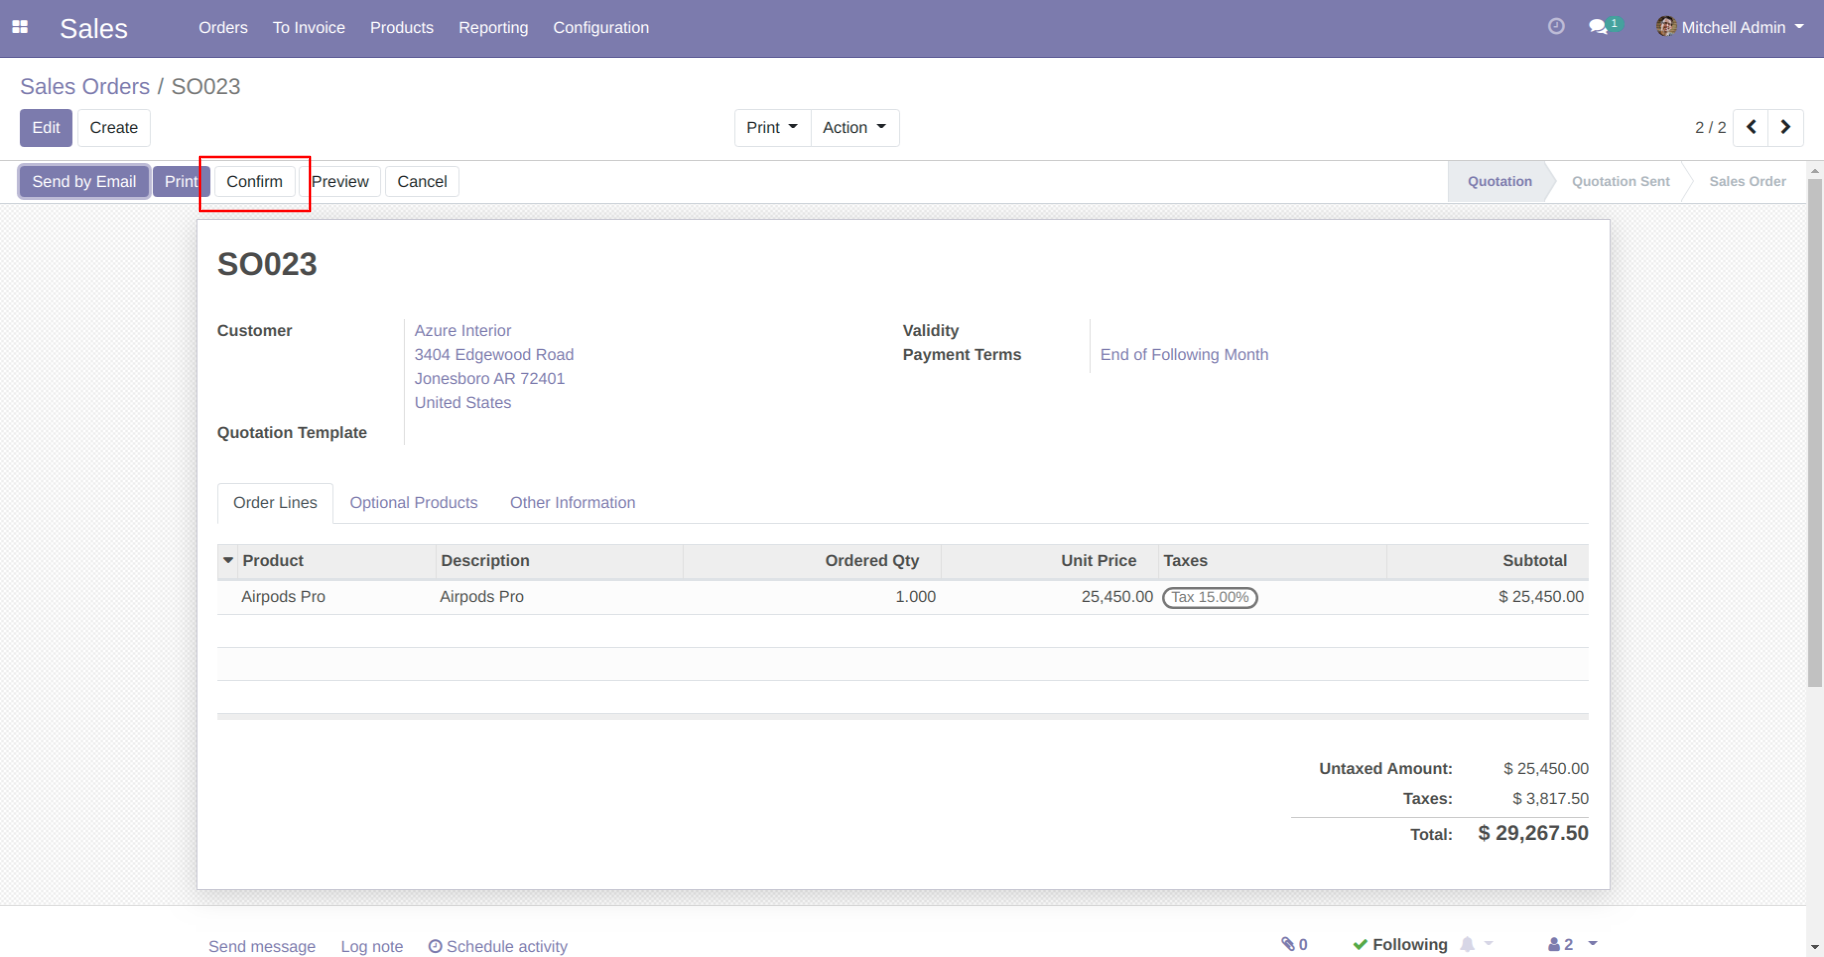 Sales Orders To Invoice Products Reporting Configuration 1 Mitchell Admin
Sales Orders / SO023
Edit Create Print Action 2 / 2
Send by Email Print Confirm Preview Cancel Quotation Quotation Sent Sales Order
SO023
Customer Azure Interior Validity
3404 Edgewood Road Payment Terms End of Following Month
Jonesboro AR 72401
United States
Quotation Template
Order Lines Optional Products Other Information
Product Description Ordered Qty Unit Price Taxes Subtotal
Airpods Pro Airpods Pro 1.000 25,450.00 Tax 15.00% $ 25,450.00
Untaxed Amount: $ 25,450.00
Taxes: $ 3,817.50
Total: $ 29,267.50
Send message Log note Schedule activity 0 Following 2